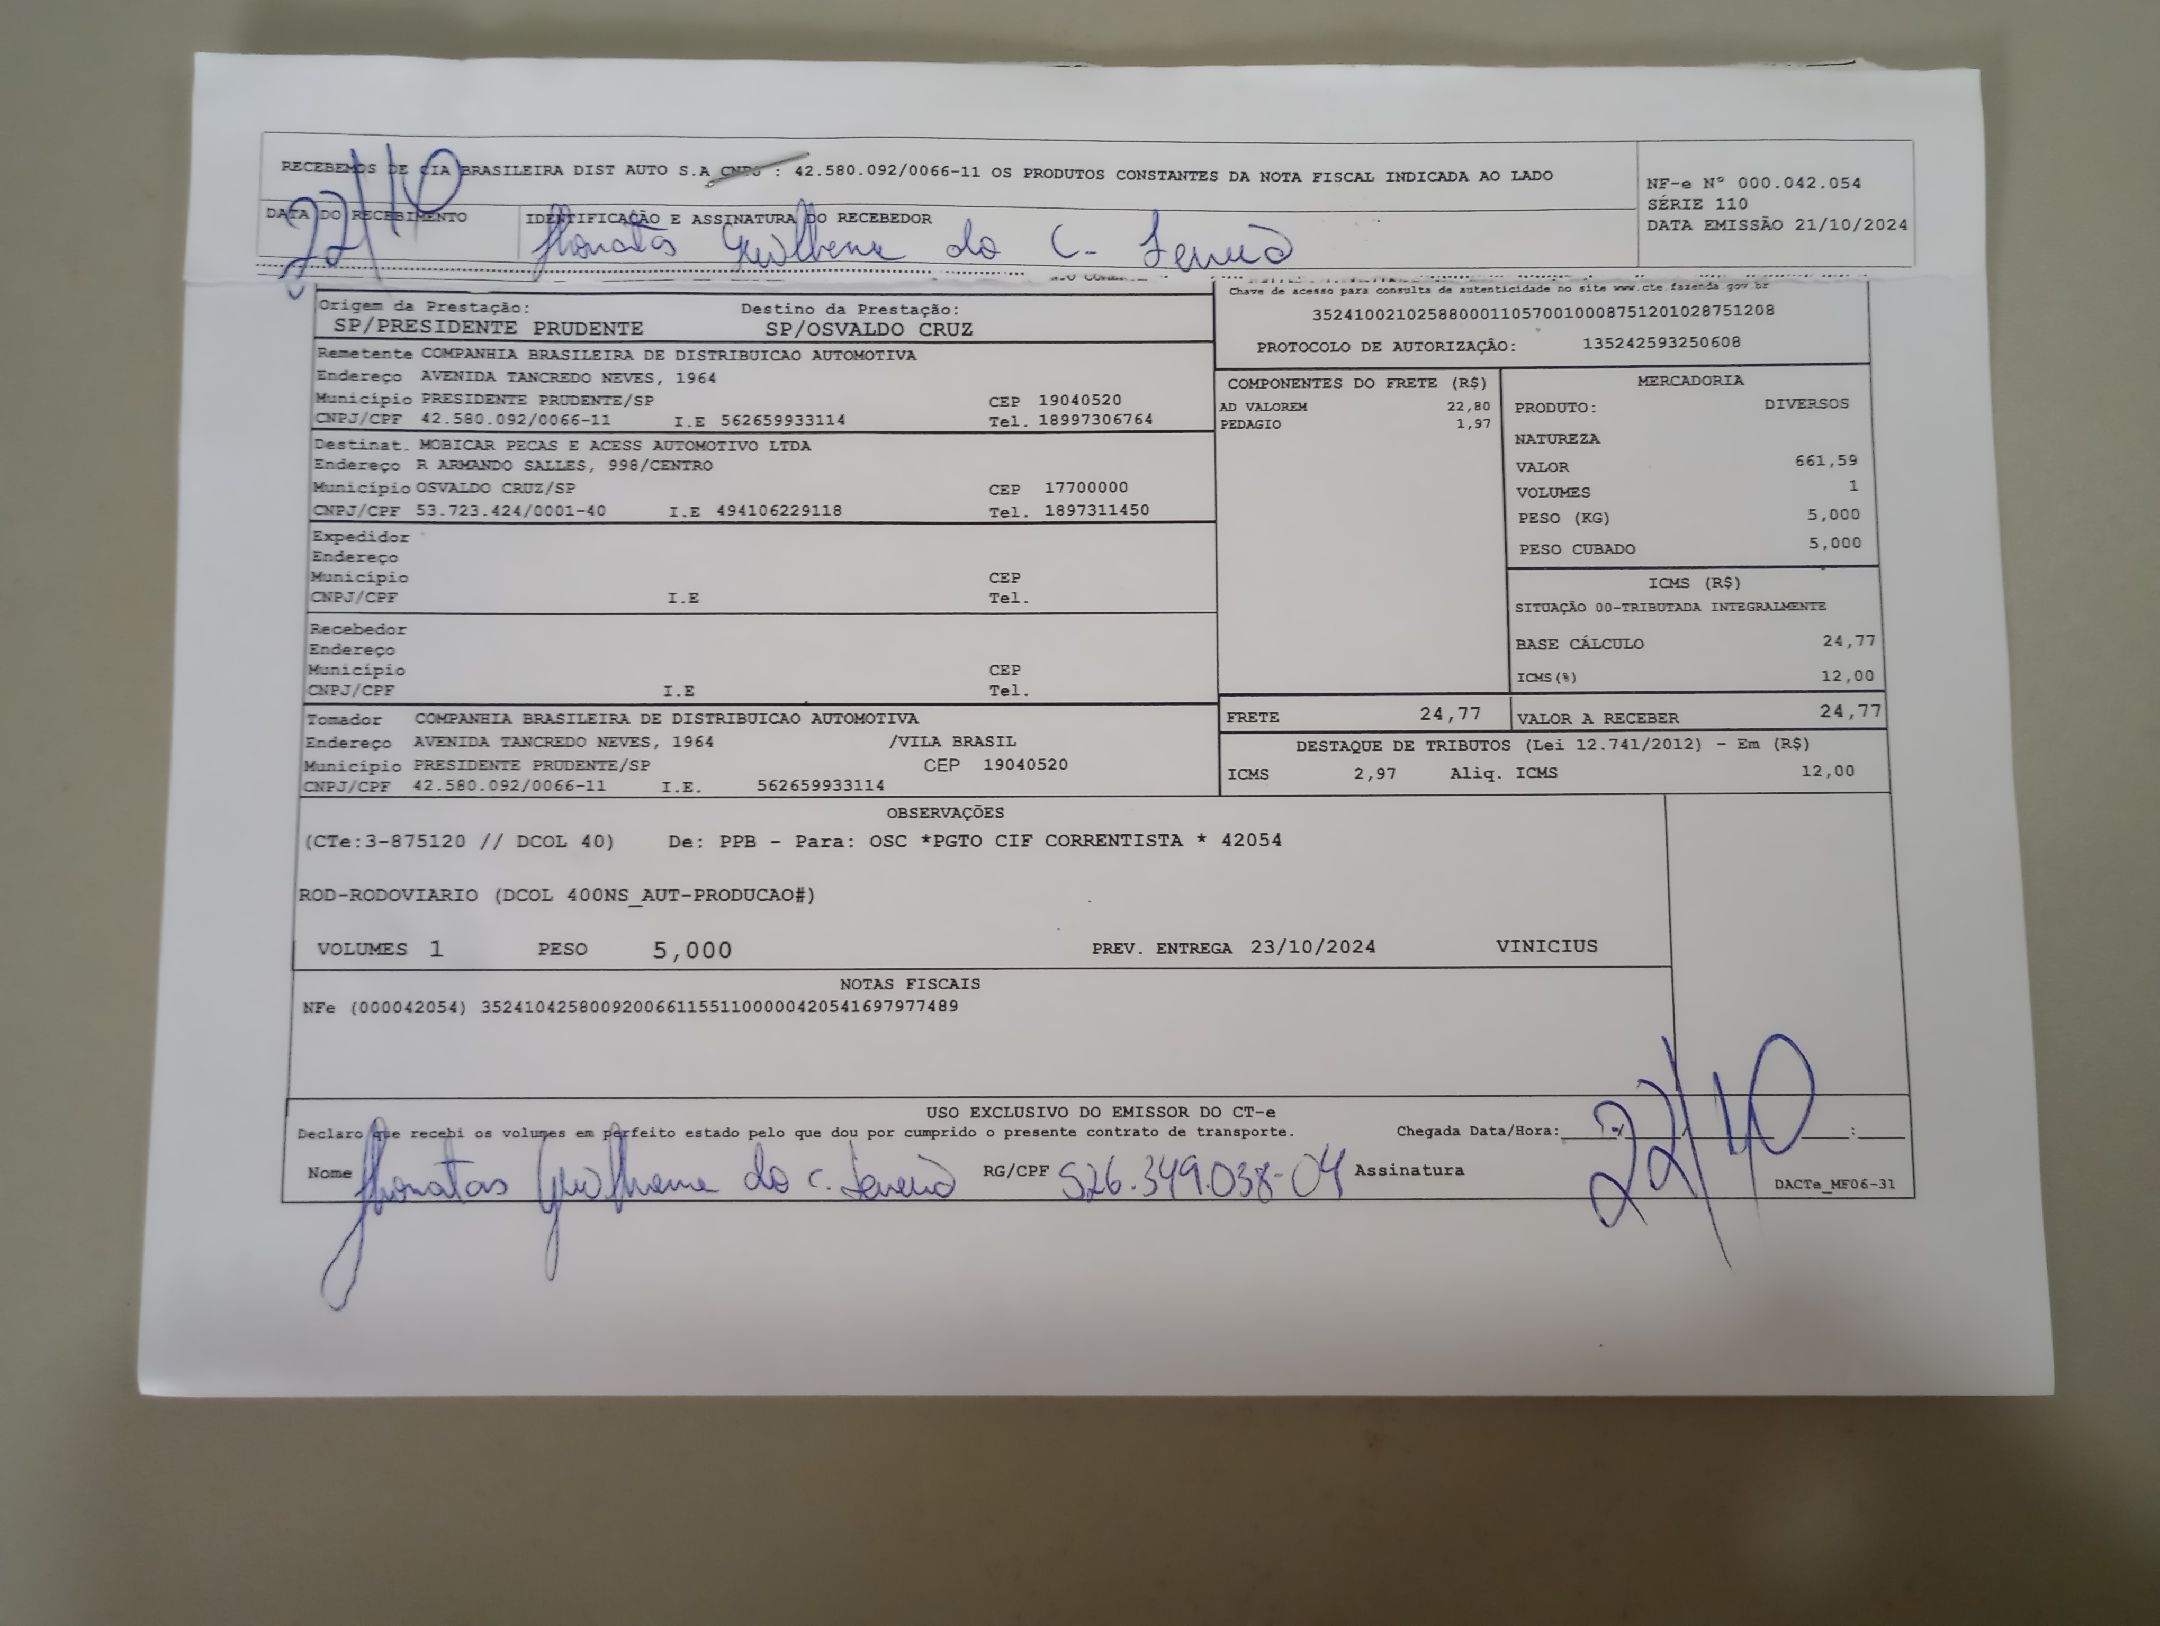 RECEBEMOS DE CIA BRASILEIRA DIST AUTO S.A CNPJ : 42.580.092/0066-11 OS PRODUTOS CONSTANTES DA NOTA FISCAL INDICADA AO LADO
NF-e Nº 000.042.054
SÉRIE 110
DATA EMISSÃO 21/10/2024
DATA DO RECEBIMENTO
22/10
IDENTIFICAÇÃO E ASSINATURA DO RECEBEDOR
Jhonatas Guilherme do C.
Chave de acesso para consulta de autenticidade no site www.cte.fazenda.gov.br
35241002102588000110570010008751201028751208
PROTOCOLO DE AUTORIZAÇÃO: 135242593250608
Origem da Prestação: Destino da Prestação:
SP/PRESIDENTE PRUDENTE SP/OSVALDO CRUZ
Remetente COMPANHIA BRASILEIRA DE DISTRIBUICAO AUTOMOTIVA
Endereço AVENIDA TANCREDO NEVES, 1964
Município PRESIDENTE PRUDENTE/SP CEP 19040520
CNPJ/CPF 42.580.092/0066-11 I.E 562659933114 Tel. 18997306764
Destinat. MOBICAR PECAS E ACESS AUTOMOTIVO LTDA
Endereço R ARMANDO SALLES, 998/CENTRO
Município OSVALDO CRUZ/SP CEP 17700000
CNPJ/CPF 53.723.424/0001-40 I.E 494106229118 Tel. 1897311450
Expedidor
Endereço
Município CEP
CNPJ/CPF I.E Tel.
Recebedor
Endereço
Município CEP
CNPJ/CPF I.E Tel.
Tomador COMPANHIA BRASILEIRA DE DISTRIBUICAO AUTOMOTIVA
Endereço AVENIDA TANCREDO NEVES, 1964 /VILA BRASIL
Município PRESIDENTE PRUDENTE/SP CEP 19040520
CNPJ/CPF 42.580.092/0066-11 I.E. 562659933114
COMPONENTES DO FRETE (R$)
AD VALOREM 22,80
PEDAGIO 1,97
MERCADORIA
PRODUTO: DIVERSOS
NATUREZA
VALOR 661,59
VOLUMES 1
PESO (KG) 5,000
PESO CUBADO 5,000
ICMS (R$)
SITUAÇÃO 00-TRIBUTADA INTEGRALMENTE
BASE CÁLCULO 24,77
ICMS(%) 12,00
FRETE 24,77 VALOR A RECEBER 24,77
DESTAQUE DE TRIBUTOS (Lei 12.741/2012) - Em (R$)
ICMS 2,97 Aliq. ICMS 12,00
OBSERVAÇÕES
(CTe:3-875120 // DCOL 40) De: PPB - Para: OSC *PGTO CIF CORRENTISTA * 42054
ROD-RODOVIARIO (DCOL 400NS_AUT-PRODUCAO#)
VOLUMES 1 PESO 5,000 PREV. ENTREGA 23/10/2024 VINICIUS
NOTAS FISCAIS
NFe (000042054) 35241042580092006611551100000420541697977489
USO EXCLUSIVO DO EMISSOR DO CT-e
Declaro que recebi os volumes em perfeito estado pelo que dou por cumprido o presente contrato de transporte. Chegada Data/Hora: 22/10
Nome Jhonatas Guilherme do C. RG/CPF 526.349.038-04 Assinatura
DACTe_MF06-31